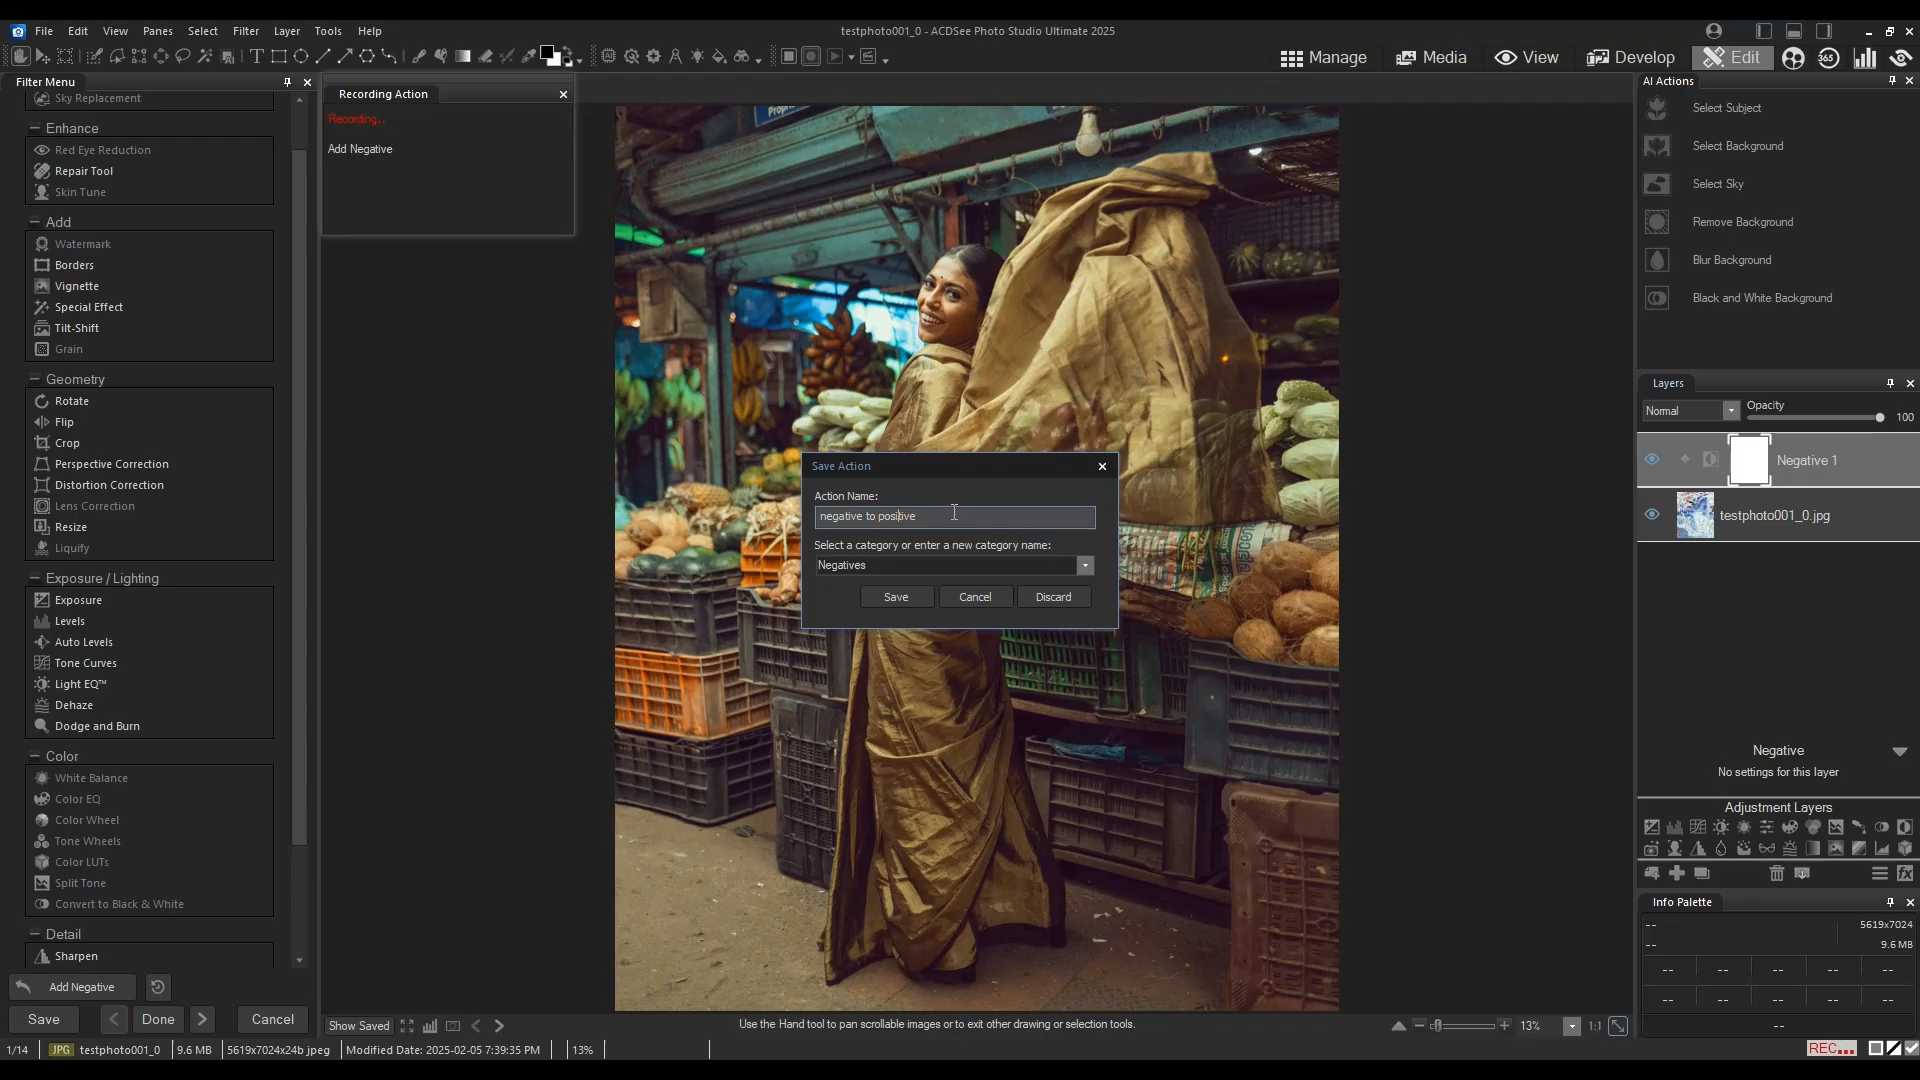 File Edit View Panes Select Filter Layer Tools Help
testphoto001_0 - ACDSee Photo Studio Ultimate 2025
Manage Media View Develop Edit 365
Filter Menu
Sky Replacement
Enhance
Red Eye Reduction
Repair Tool
Skin Tune
Add
Watermark
Borders
Vignette
Special Effect
Tilt-Shift
Grain
Geometry
Rotate
Flip
Crop
Perspective Correction
Distortion Correction
Lens Correction
Resize
Liquify
Exposure / Lighting
Exposure
Levels
Auto Levels
Tone Curves
Light EQ™
Dehaze
Dodge and Burn
Color
White Balance
Color EQ
Color Wheel
Tone Wheels
Color LUTs
Split Tone
Convert to Black & White
Detail
Sharpen
Add Negative
Save Done Cancel
Recording Action
Recording...
Add Negative
Save Action
Action Name:
negative to positive
Select a category or enter a new category name:
Negatives
Save Cancel Discard
AI Actions
Select Subject
Select Background
Select Sky
Remove Background
Blur Background
Black and White Background
Layers
Normal Opacity 100
Negative 1
testphoto001_0.jpg
Negative
No settings for this layer
Adjustment Layers
Info Palette
-- 5619x7024
-- 9.6 MB
-- -- -- -- --
-- -- -- -- --
--
Show Saved
Use the Hand tool to pan scrollable images or to exit other drawing or selection tools.
13% 1:1
1/14 JPG testphoto001_0 9.6 MB 5619x7024x24b jpeg Modified Date: 2025-02-05 7:39:35 PM 13%
REC...